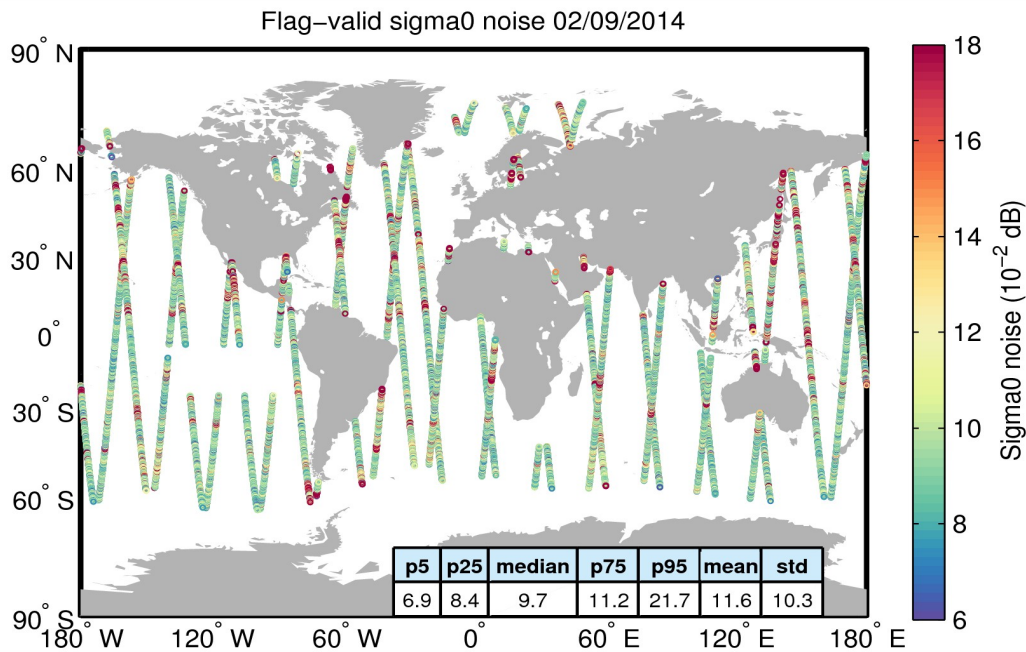 Flag-valid sigma0 noise 02/09/2014
90° N
60° N
30° N
0°
30° S
60° S
90° S
180° W 120° W 60° W 0° 60° E 120° E 180° E
p5 p25 median p75 p95 mean std
6.9 8.4 9.7 11.2 21.7 11.6 10.3
18
16
14
12
10
8
6
Sigma0 noise (10⁻² dB)